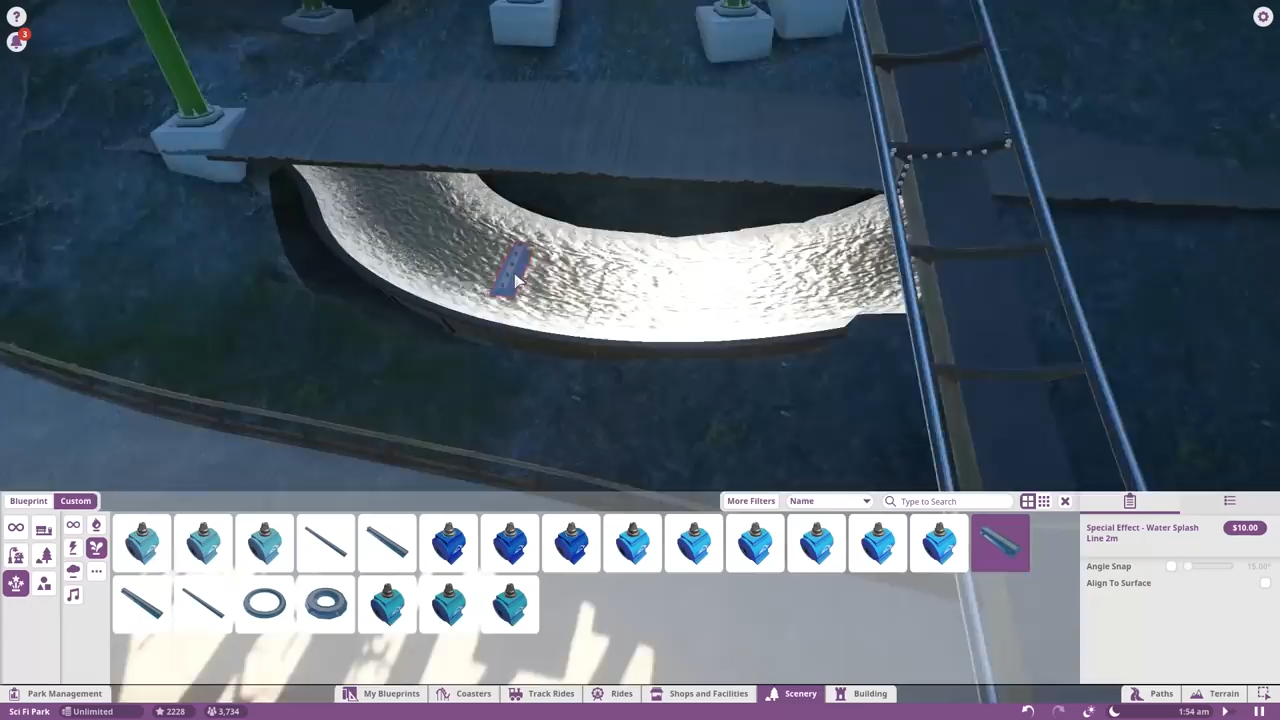 ?
3
Blueprint
Custom
More Filters
Name
Type to Search
Special Effect - Water Splash
Line 2m
$10.00
Angle Snap
15.00°
Align To Surface
Park Management
My Blueprints
Coasters
Track Rides
Rides
Shops and Facilities
Scenery
Building
Paths
Terrain
Sci Fi Park
Unlimited
2228
3,734
1:54 am